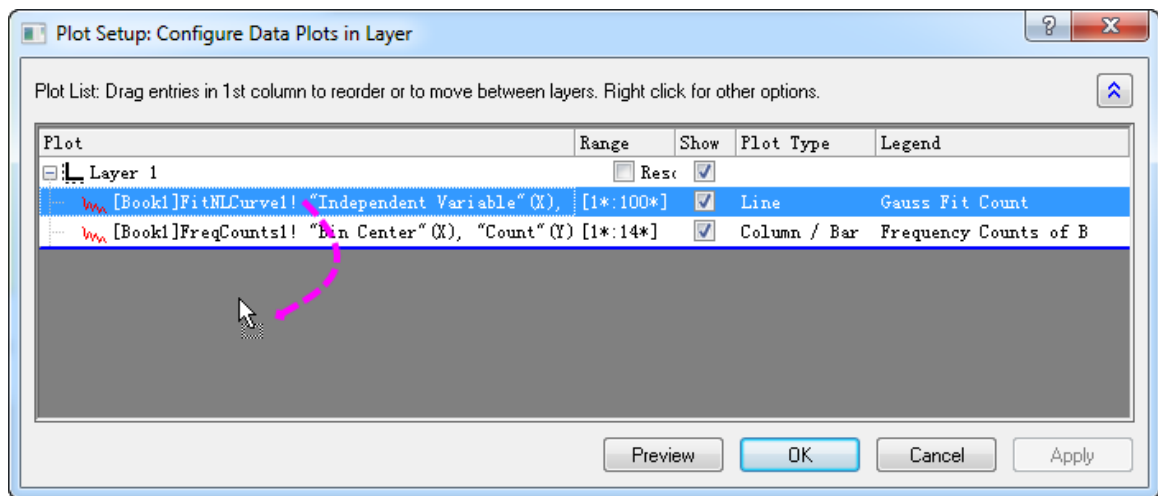 Plot Setup: Configure Data Plots in Layer
Plot List: Drag entries in 1st column to reorder or to move between layers. Right click for other options.
Plot Range Show Plot Type Legend
Layer 1 Resc
[Book1]FitNLCurve1! "Independent Variable"(X), [1*:100*] Line Gauss Fit Count
[Book1]FreqCounts1! "Bin Center"(X), "Count"(Y) [1*:14*] Column / Bar Frequency Counts of B
Preview OK Cancel Apply